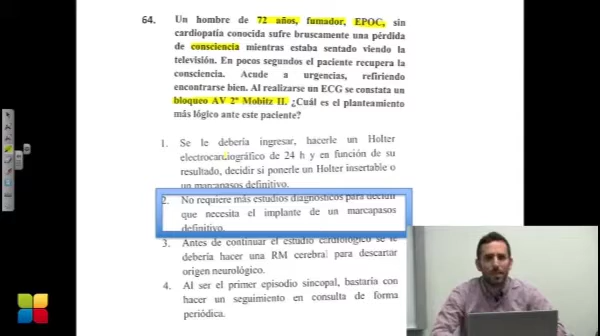 64. Un hombre de 72 años, fumador, EPOC, sin
cardiopatía conocida sufre bruscamente una pérdida
de consciencia mientras estaba sentado viendo la
televisión. En pocos segundos el paciente recupera la
consciencia. Acude a urgencias, refiriendo
encontrarse bien. Al realizarse un ECG se constata un
bloqueo AV 2º Mobitz II. ¿Cuál es el planteamiento
más lógico ante este paciente?
1. Se le debería ingresar, hacerle un Holter
electrocardiográfico de 24 h y en función de su
resultado, decidir si ponerle un Holter insertable o
un marcapasos definitivo.
2. No requiere más estudios diagnósticos para decidir
que necesita el implante de un marcapasos
definitivo.
3. Antes de continuar el estudio cardiológico se le
debería hacer una RM cerebral para descartar
origen neurológico.
4. Al ser el primer episodio sincopal, bastaría con
hacer un seguimiento en consulta de forma
periódica.